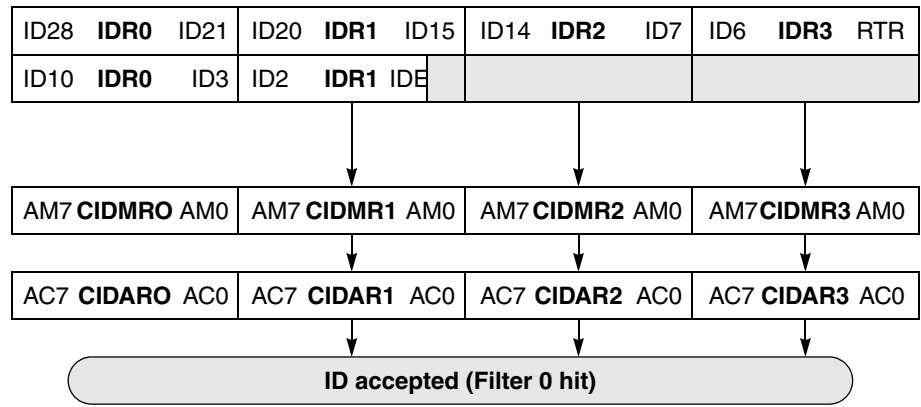 ID28 IDR0 ID21 ID20 IDR1 ID15 ID14 IDR2 ID7 ID6 IDR3 RTR
ID10 IDR0 ID3 ID2 IDR1 IDE
AM7 CIDMRO AM0 AM7 CIDMR1 AM0 AM7 CIDMR2 AM0 AM7 CIDMR3 AM0
AC7 CIDARO AC0 AC7 CIDAR1 AC0 AC7 CIDAR2 AC0 AC7 CIDAR3 AC0
ID accepted (Filter 0 hit)